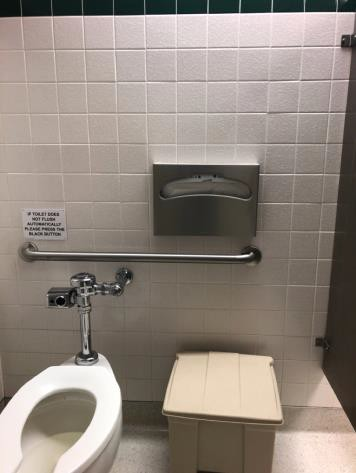 IF TOILET DOES
NOT FLUSH
AUTOMATICALLY
PLEASE PRESS THE
BLACK BUTTON